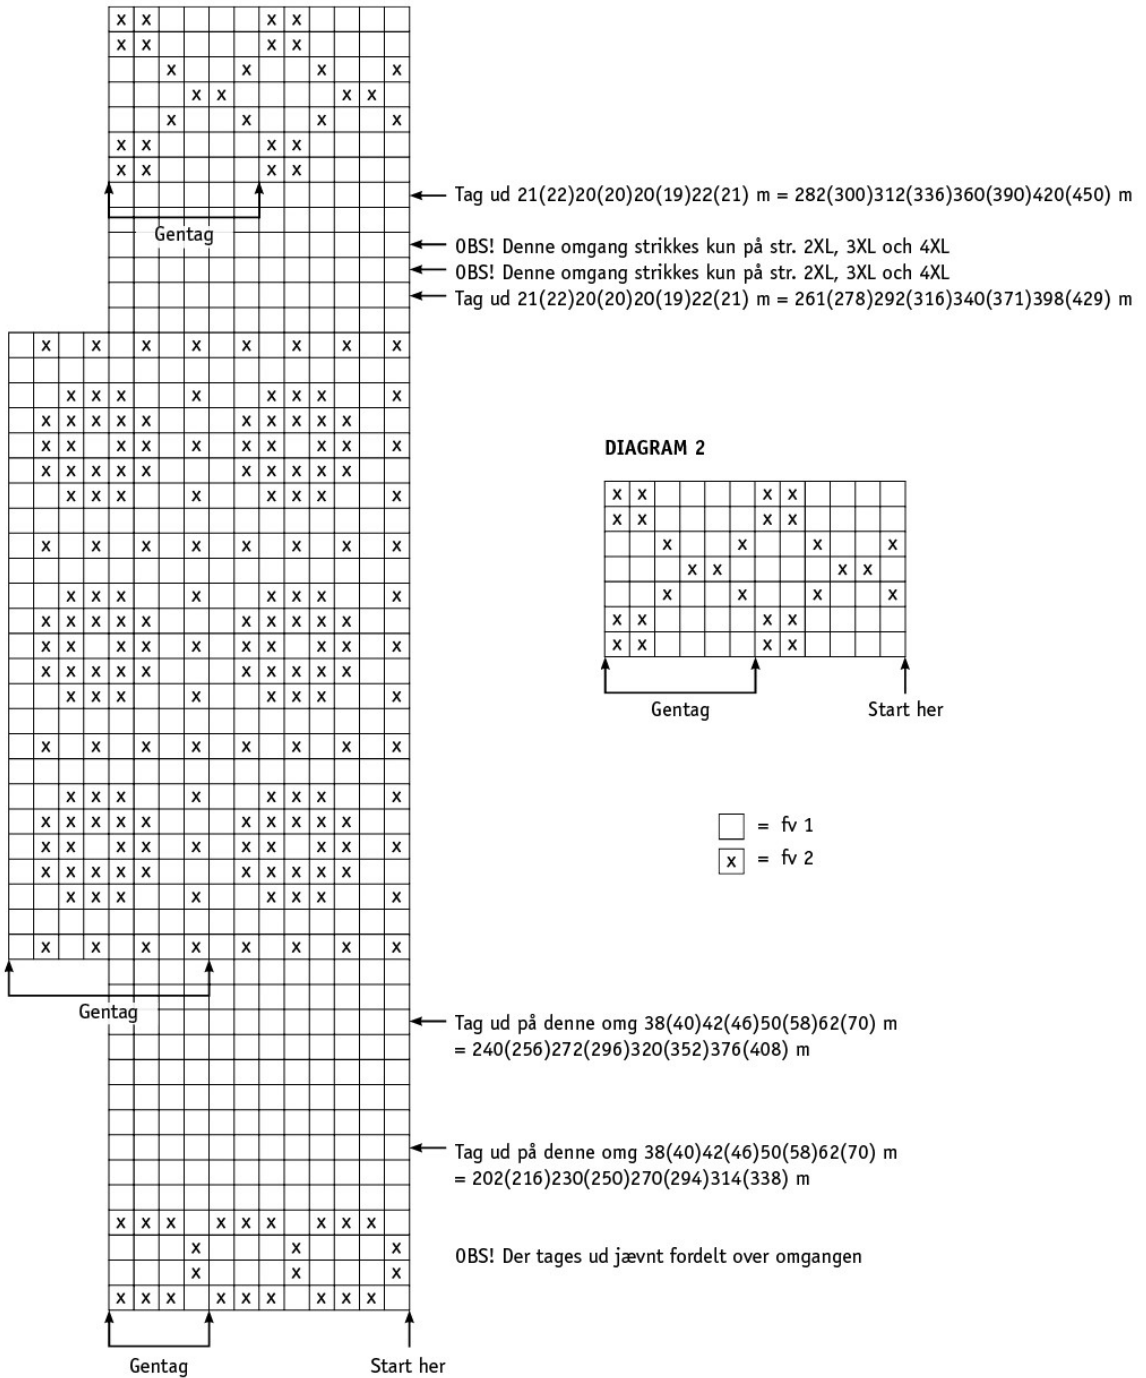 Tag ud 21(22)20(20)20(19)22(21) m = 282(300)312(336)360(390)420(450) m
Gentag
OBS! Denne omgang strikkes kun på str. 2XL, 3XL och 4XL
OBS! Denne omgang strikkes kun på str. 2XL, 3XL och 4XL
Tag ud 21(22)20(20)20(19)22(21) m = 261(278)292(316)340(371)398(429) m
DIAGRAM 2
Gentag
Start her
= fv 1
x = fv 2
Gentag
Tag ud på denne omg 38(40)42(46)50(58)62(70) m
= 240(256)272(296)320(352)376(408) m
Tag ud på denne omg 38(40)42(46)50(58)62(70) m
= 202(216)230(250)270(294)314(338) m
OBS! Der tages ud jævnt fordelt over omgangen
Gentag
Start her